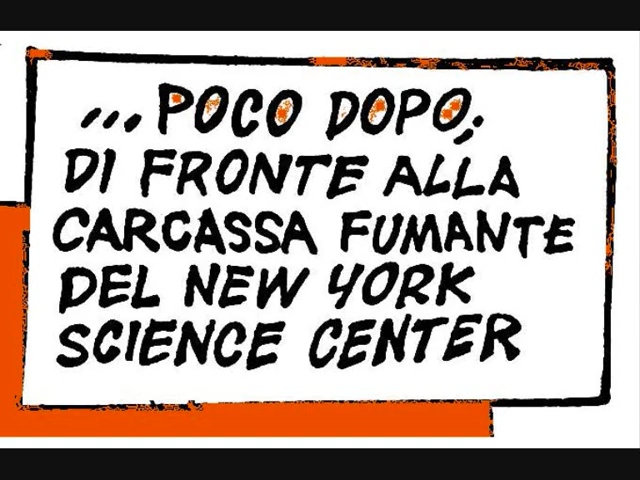 ...POCO DOPO;
DI FRONTE ALLA
CARCASSA FUMANTE
DEL NEW YORK
SCIENCE CENTER